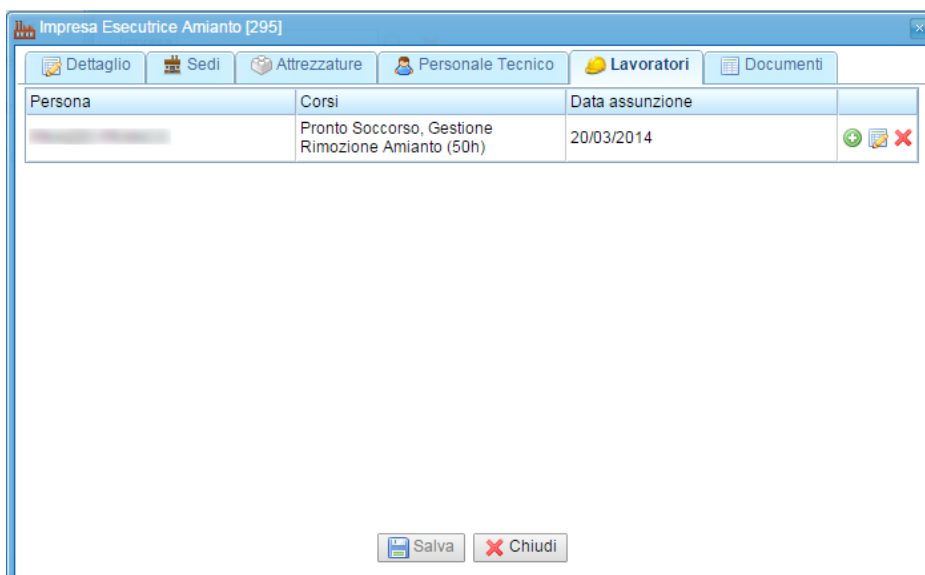 Impresa Esecutrice Amianto [295]
Dettaglio Sedi Attrezzature Personale Tecnico Lavoratori Documenti
Persona Corsi Data assunzione
Pronto Soccorso, Gestione
Rimozione Amianto (50h) 20/03/2014
Salva Chiudi